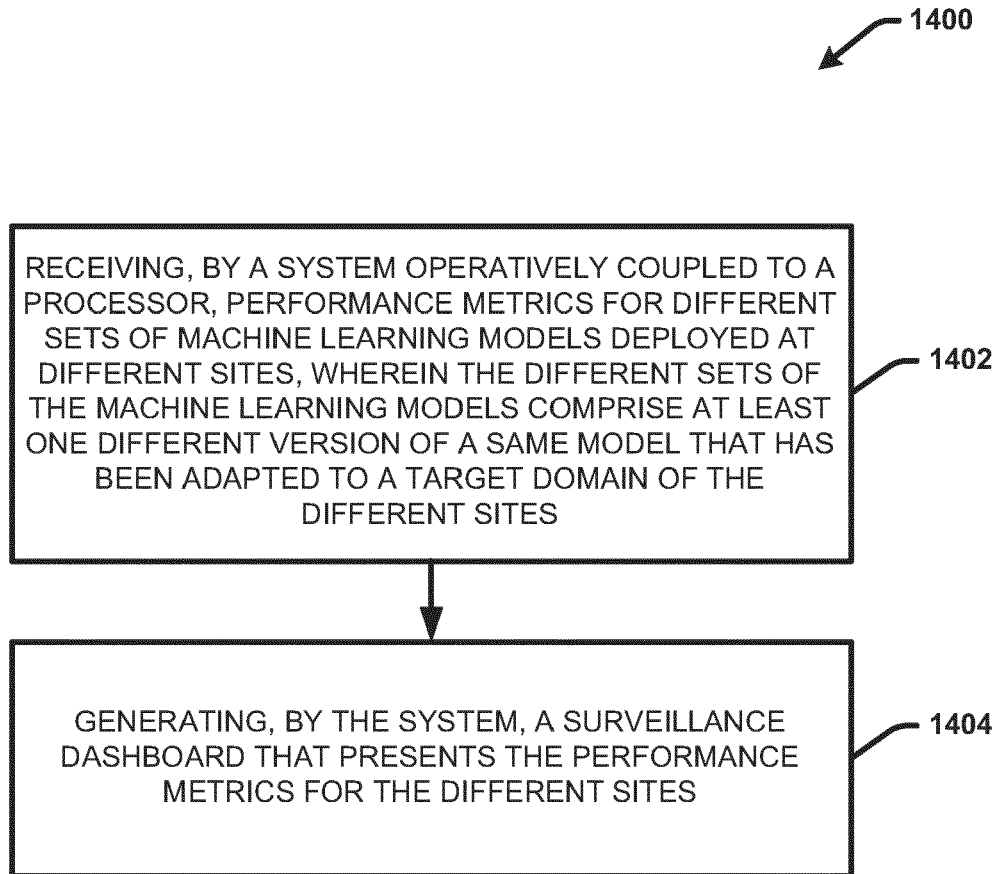 1400
RECEIVING, BY A SYSTEM OPERATIVELY COUPLED TO A
PROCESSOR, PERFORMANCE METRICS FOR DIFFERENT
SETS OF MACHINE LEARNING MODELS DEPLOYED AT
DIFFERENT SITES, WHEREIN THE DIFFERENT SETS OF
THE MACHINE LEARNING MODELS COMPRISE AT LEAST
ONE DIFFERENT VERSION OF A SAME MODEL THAT HAS
BEEN ADAPTED TO A TARGET DOMAIN OF THE
DIFFERENT SITES
1402
GENERATING, BY THE SYSTEM, A SURVEILLANCE
DASHBOARD THAT PRESENTS THE PERFORMANCE
METRICS FOR THE DIFFERENT SITES
1404